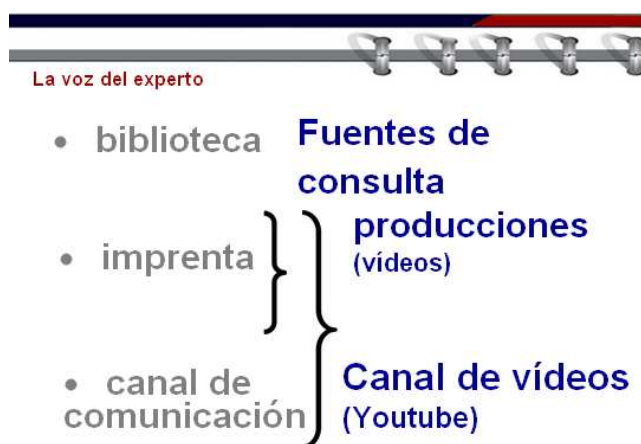 La voz del experto
• biblioteca
Fuentes de
consulta
• imprenta
producciones
(vídeos)
• canal de
comunicación
Canal de vídeos
(Youtube)